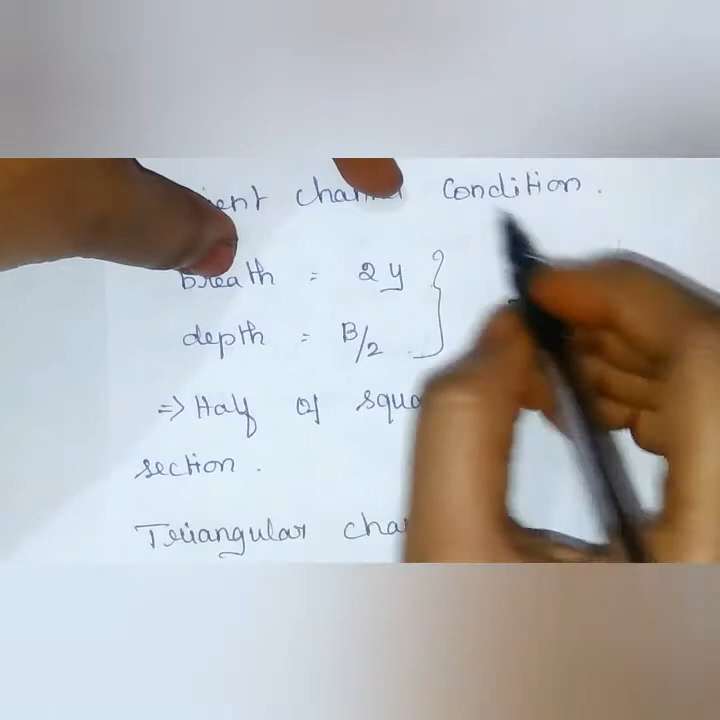 Condition.
breath = 2y
depth = B/2
=> Half of
section.
Triangular